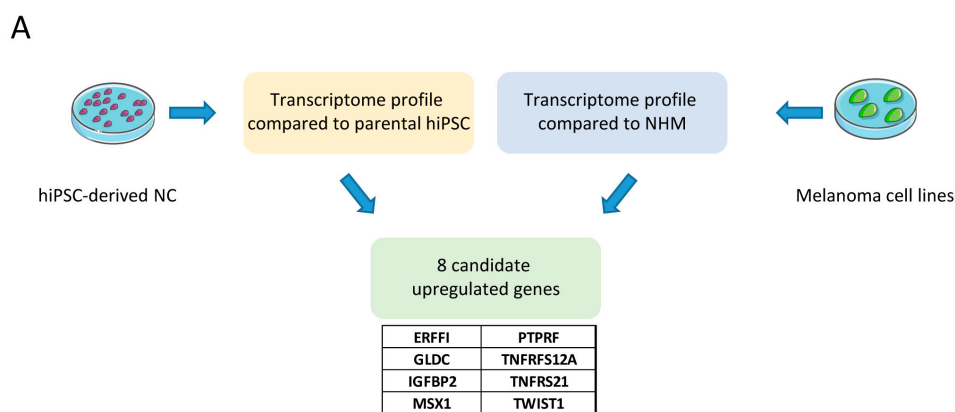 A
Transcriptome profile
compared to parental hiPSC
Transcriptome profile
compared to NHM
hiPSC-derived NC
Melanoma cell lines
8 candidate
upregulated genes
ERFFI PTPRF
GLDC TNFRFS12A
IGFBP2 TNFRS21
MSX1 TWIST1